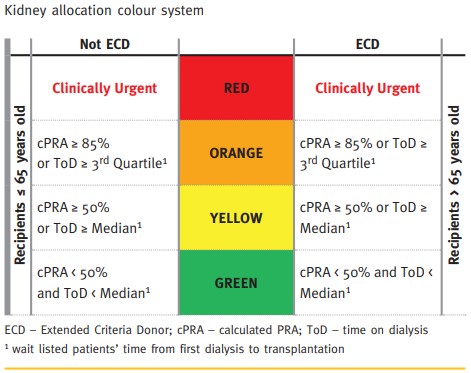 Kidney allocation colour system
Not ECD
ECD
Recipients ≤ 65 years old
Clinically Urgent
RED
Clinically Urgent
cPRA ≥ 85%
or ToD ≥ 3rd Quartile¹
ORANGE
cPRA ≥ 85% or ToD ≥
3rd Quartile¹
cPRA ≥ 50%
or ToD ≥ Median¹
YELLOW
cPRA ≥ 50% or ToD ≥
Median¹
cPRA < 50%
and ToD < Median¹
GREEN
cPRA < 50% and ToD <
Median¹
Recipients > 65 years old
ECD – Extended Criteria Donor; cPRA – calculated PRA; ToD – time on dialysis
¹ wait listed patients' time from first dialysis to transplantation